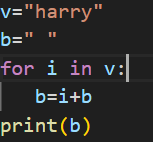 v="harry"
b=" "
for i in v:
    b=i+b
print(b)